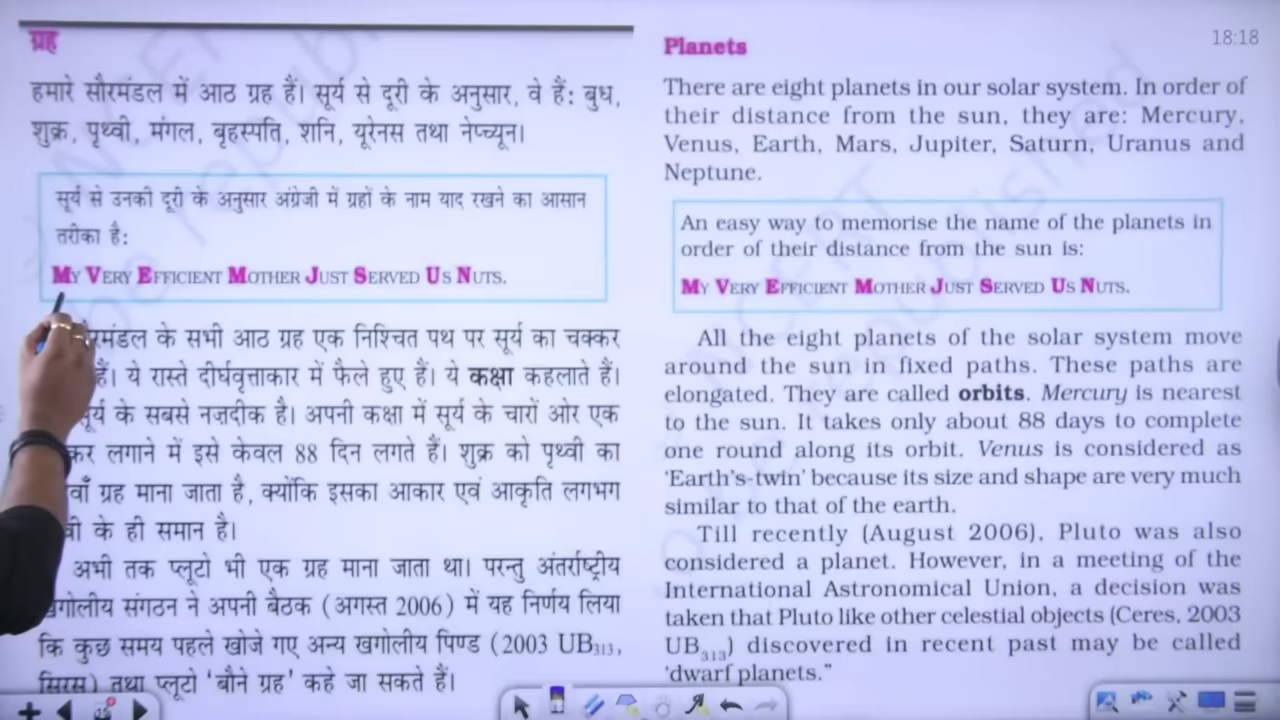 ग्रह
हमारे सौरमंडल में आठ ग्रह हैं। सूर्य से दूरी के अनुसार, वे हैं: बुध,
शुक्र, पृथ्वी, मंगल, बृहस्पति, शनि, यूरेनस तथा नेप्च्यून।
सूर्य से उनकी दूरी के अनुसार अंग्रेजी में ग्रहों के नाम याद रखने का आसान
तरीका है:
MY VERY EFFICIENT MOTHER JUST SERVED US NUTS.
के सभी आठ ग्रह एक निश्चित पथ पर सूर्य का चक्कर
हैं। ये रास्ते दीर्घवृत्ताकार में फैले हुए हैं। ये कक्षा कहलाते हैं।
सूर्य के सबसे नज़दीक है। अपनी कक्षा में सूर्य के चारों ओर एक
लगाने में इसे केवल 88 दिन लगते हैं। शुक्र को पृथ्वी का
ग्रह माना जाता है, क्योंकि इसका आकार एवं आकृति लगभग
के ही समान है।
अभी तक प्लूटो भी एक ग्रह माना जाता था। परन्तु अंतर्राष्ट्रीय
खगोलीय संगठन ने अपनी बैठक (अगस्त 2006) में यह निर्णय लिया
कि कुछ समय पहले खोजे गए अन्य खगोलीय पिण्ड (2003 UB313,
सिरस) तथा प्लूटो 'बौने ग्रह' कहे जा सकते हैं।
18:18
Planets
There are eight planets in our solar system. In order of
their distance from the sun, they are: Mercury,
Venus, Earth, Mars, Jupiter, Saturn, Uranus and
Neptune.
An easy way to memorise the name of the planets in
order of their distance from the sun is:
MY VERY EFFICIENT MOTHER JUST SERVED US NUTS.
All the eight planets of the solar system move
around the sun in fixed paths. These paths are
elongated. They are called orbits. Mercury is nearest
to the sun. It takes only about 88 days to complete
one round along its orbit. Venus is considered as
'Earth's-twin' because its size and shape are very much
similar to that of the earth.
Till recently (August 2006), Pluto was also
considered a planet. However, in a meeting of the
International Astronomical Union, a decision was
taken that Pluto like other celestial objects (Ceres, 2003
UB313) discovered in recent past may be called
'dwarf planets."